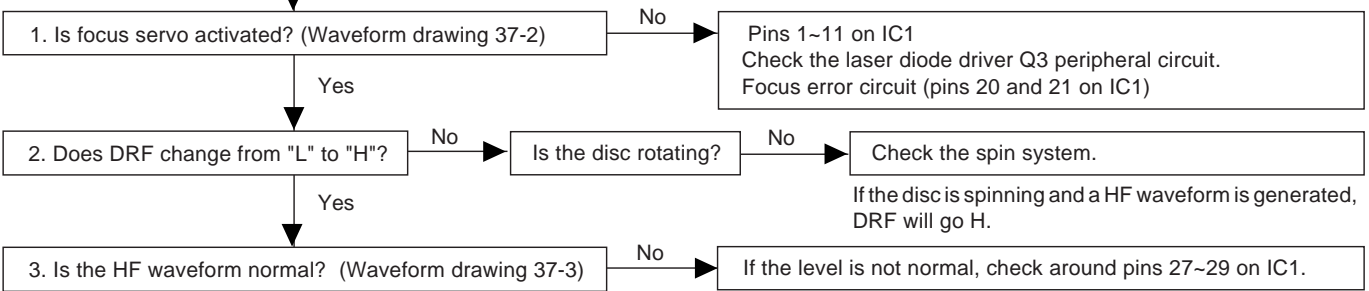 1. Is focus servo activated? (Waveform drawing 37-2)
No
Pins 1~11 on IC1
Check the laser diode driver Q3 peripheral circuit.
Focus error circuit (pins 20 and 21 on IC1)
Yes
2. Does DRF change from "L" to "H"?
No
Is the disc rotating?
No
Check the spin system.
If the disc is spinning and a HF waveform is generated,
DRF will go H.
Yes
3. Is the HF waveform normal? (Waveform drawing 37-3)
No
If the level is not normal, check around pins 27~29 on IC1.